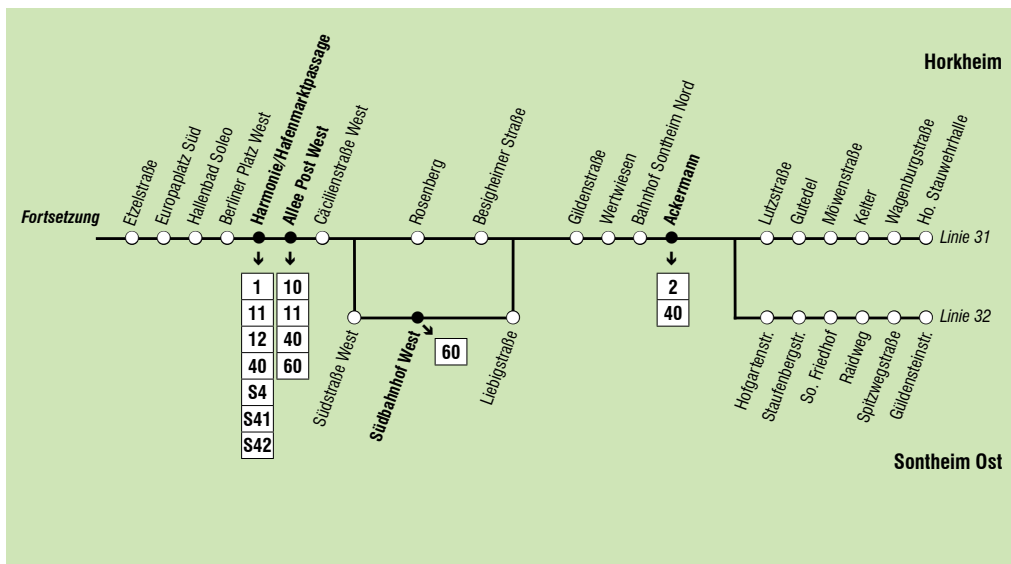 Horkheim
Fortsetzung
Etzelstraße
Europaplatz Süd
Hallenbad Soleo
Berliner Platz West
Harmonie/Hafenmarktpassage
Allee Post West
Cäcilienstraße West
Rosenberg
Besigheimer Straße
Gildenstraße
Wertwiesen
Bahnhof Sontheim Nord
Ackermann
Lutzstraße
Gutedel
Möwenstraße
Kelter
Wagenburgstraße
Ho. Stauwehrhalle
Linie 31
1
11
12
40
S4
S41
S42
10
11
40
60
Südstraße West
Südbahnhof West
60
Liebigstraße
2
40
Hofgartenstr.
Staufenbergstr.
So. Friedhof
Raidweg
Spitzwegstraße
Güldensteinstr.
Linie 32
Sontheim Ost